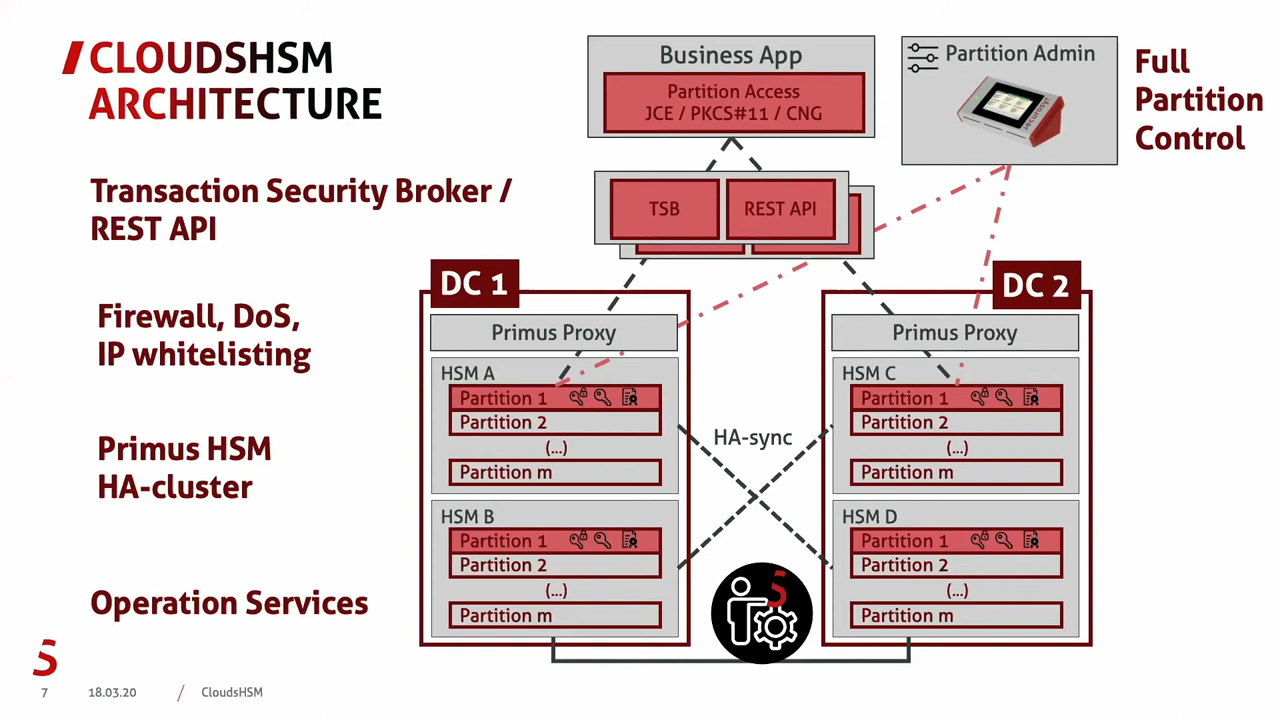 CLOUDSHSM
ARCHITECTURE
Business App
Partition Access
JCE / PKCS#11 / CNG
Partition Admin
securosys
Full
Partition
Control
Transaction Security Broker /
REST API
TSB
REST API
Firewall, DoS,
IP whitelisting
Primus HSM
HA-cluster
Operation Services
DC 1
Primus Proxy
HSM A
Partition 1
Partition 2
(...)
Partition m
HSM B
Partition 1
Partition 2
(...)
Partition m
HA-sync
DC 2
Primus Proxy
HSM C
Partition 1
Partition 2
(...)
Partition m
HSM D
Partition 1
Partition 2
(...)
Partition m
7 18.03.20 / CloudsHSM